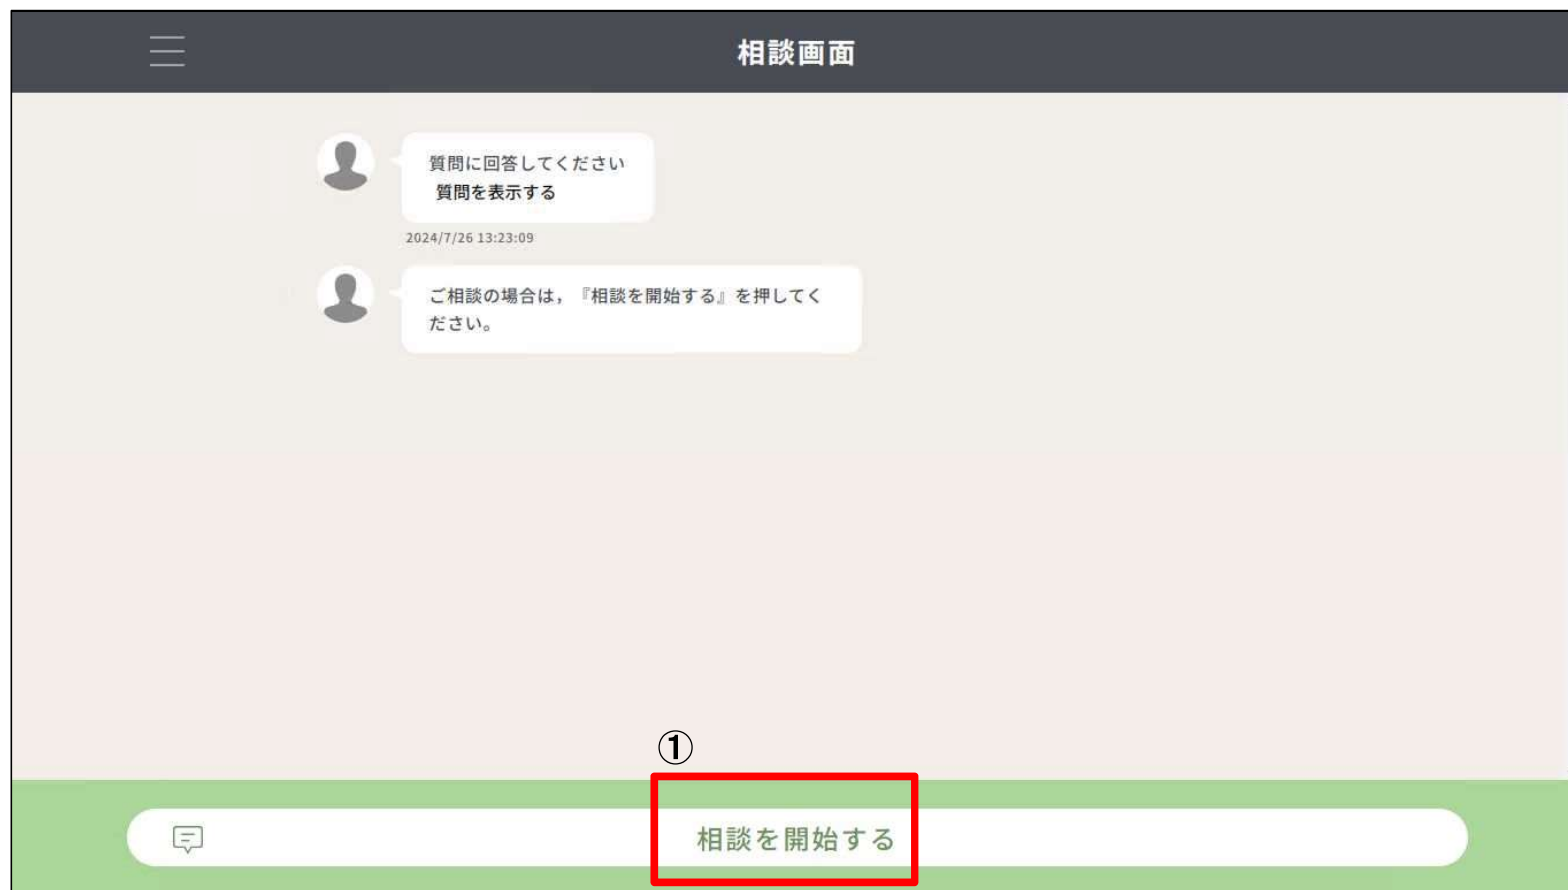 相談画面
質問に回答してください
質問を表示する
2024/7/26 13:23:09
ご相談の場合は，『相談を開始する』を押してく
ださい。
①
相談を開始する